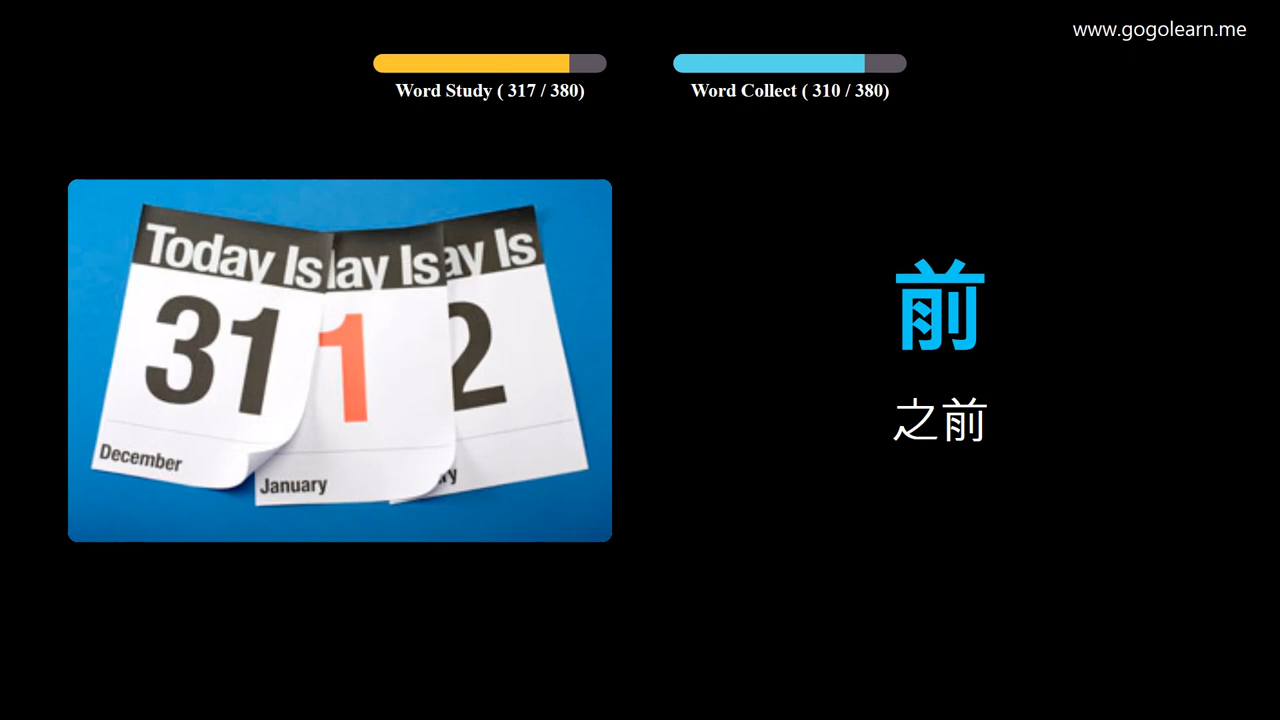 www.gogolearn.me
Word Study ( 317 / 380)
Word Collect ( 310 / 380)
Today Is
lay Is
ay Is
31
1
2
December
January
ry
前
之前